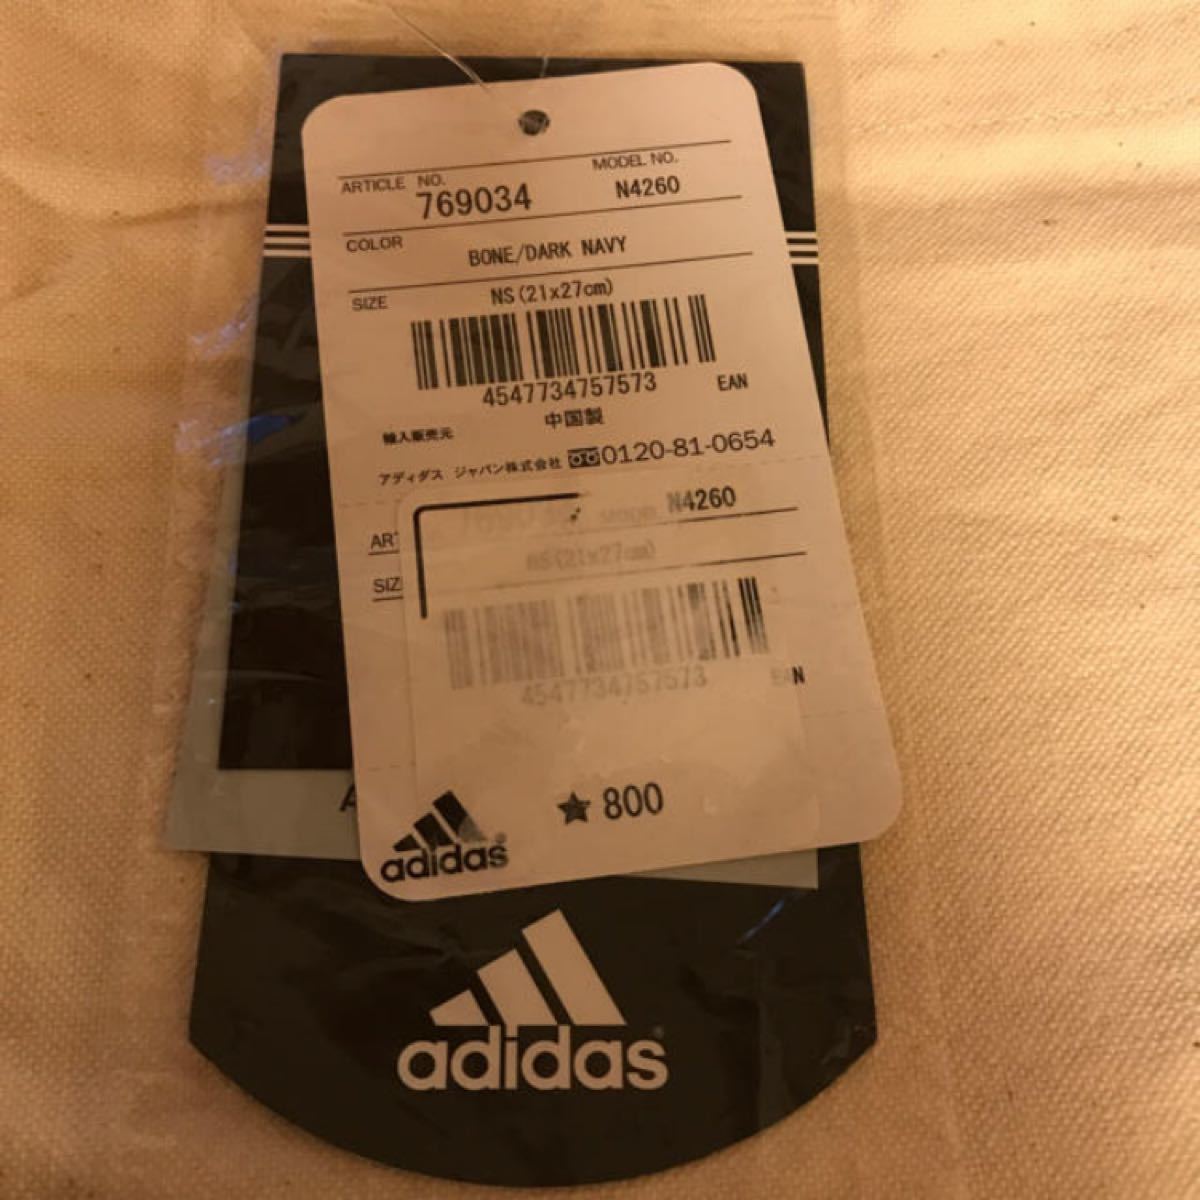 ARTICLE NO. 769034 MODEL NO. N4260
COLOR BONE/DARK NAVY
SIZE NS(21x27cm)
4547734757573 EAN
中国製
輸入販売元
アディダス ジャパン株式会社 0120-81-0654
N4260
NS(21x27cm)
4547734757573 EAN
★800
adidas
adidas